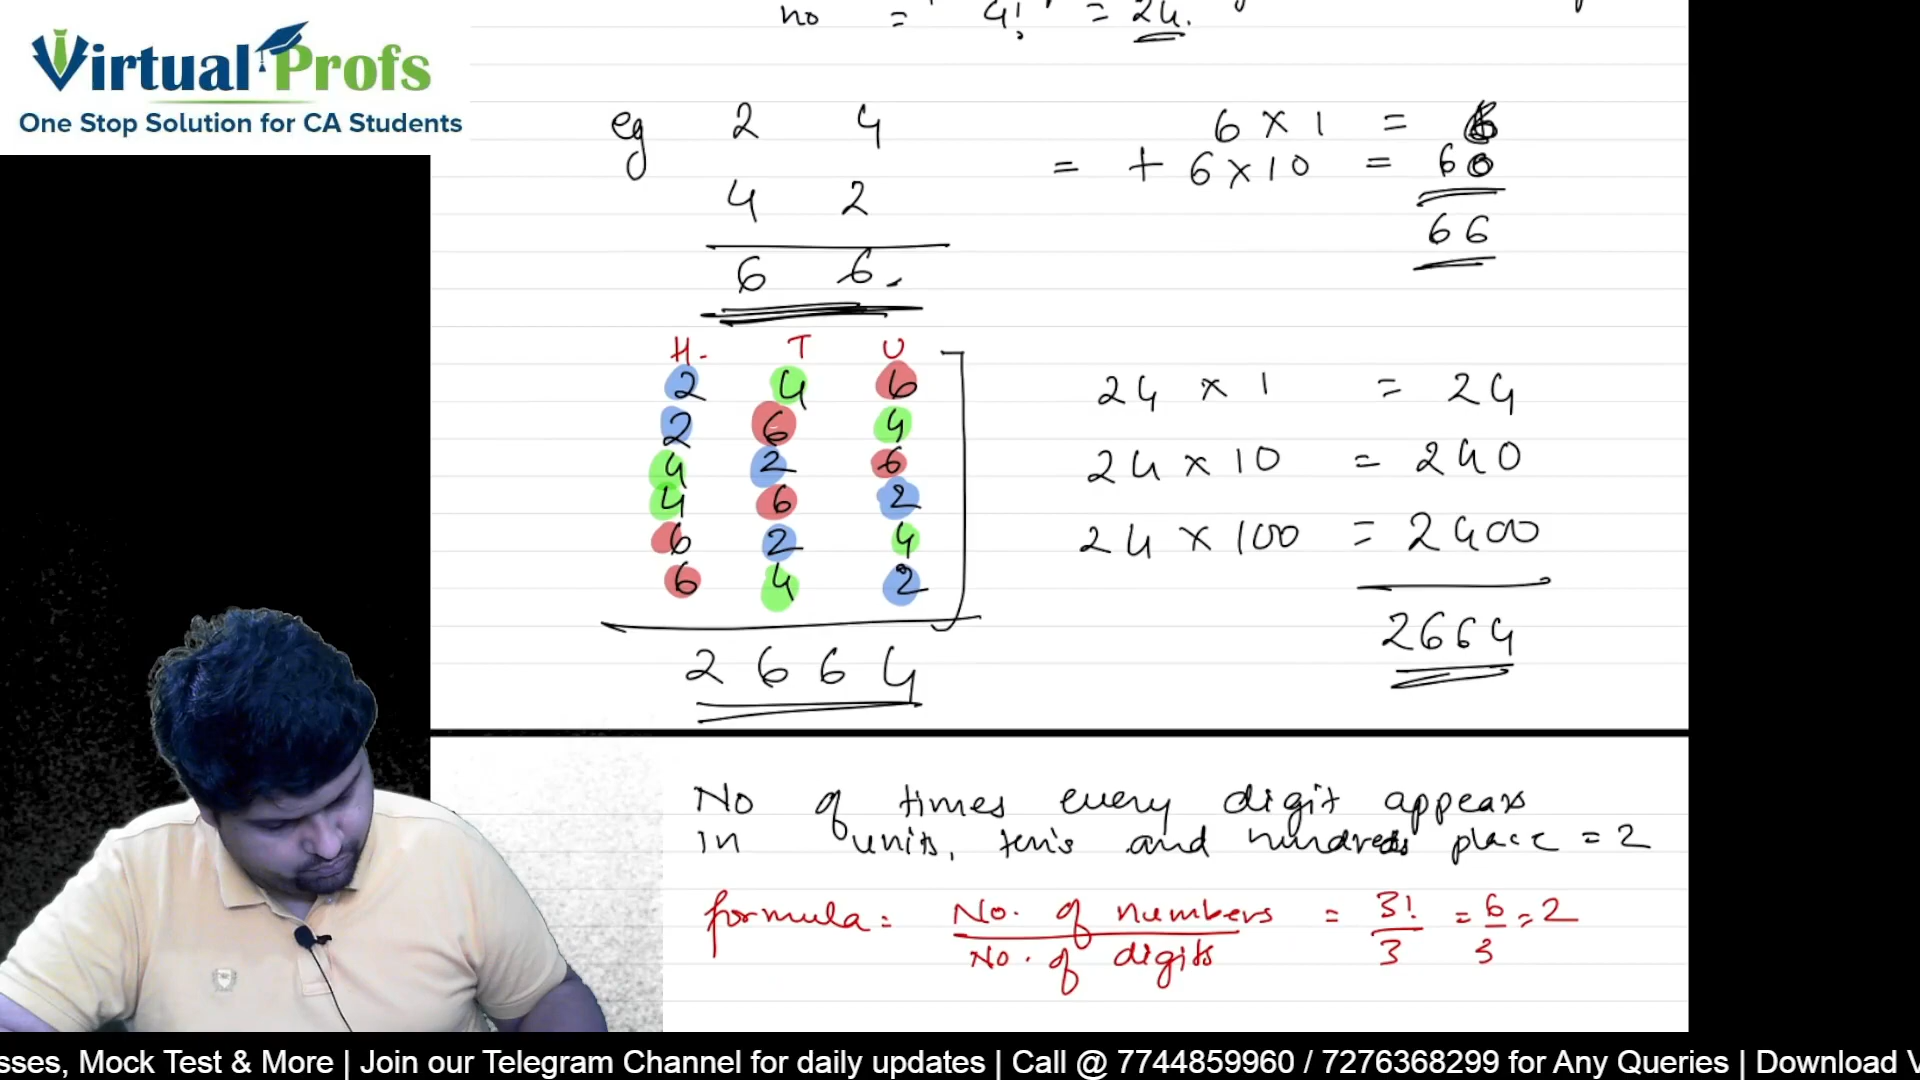 no = 4! = 24.
Virtual Profs
One Stop Solution for CA Students
eg 2 4
4 2
6 6.
6 × 1 = 6
= + 6 × 10 = 60
66
H. T U
2 4 6
2 6 4
4 2 6
4 6 2
6 2 4
6 4 2
2 6 6 4
24 × 1 = 24
24 × 10 = 240
24 × 100 = 2400
2664
No of times every digit appears
in units, ten's and hundreds place = 2
formula = No. of numbers = 3! = 6 = 2
No. of digits 3 3
sses, Mock Test & More | Join our Telegram Channel for daily updates | Call @ 7744859960 / 7276368299 for Any Queries | Download V